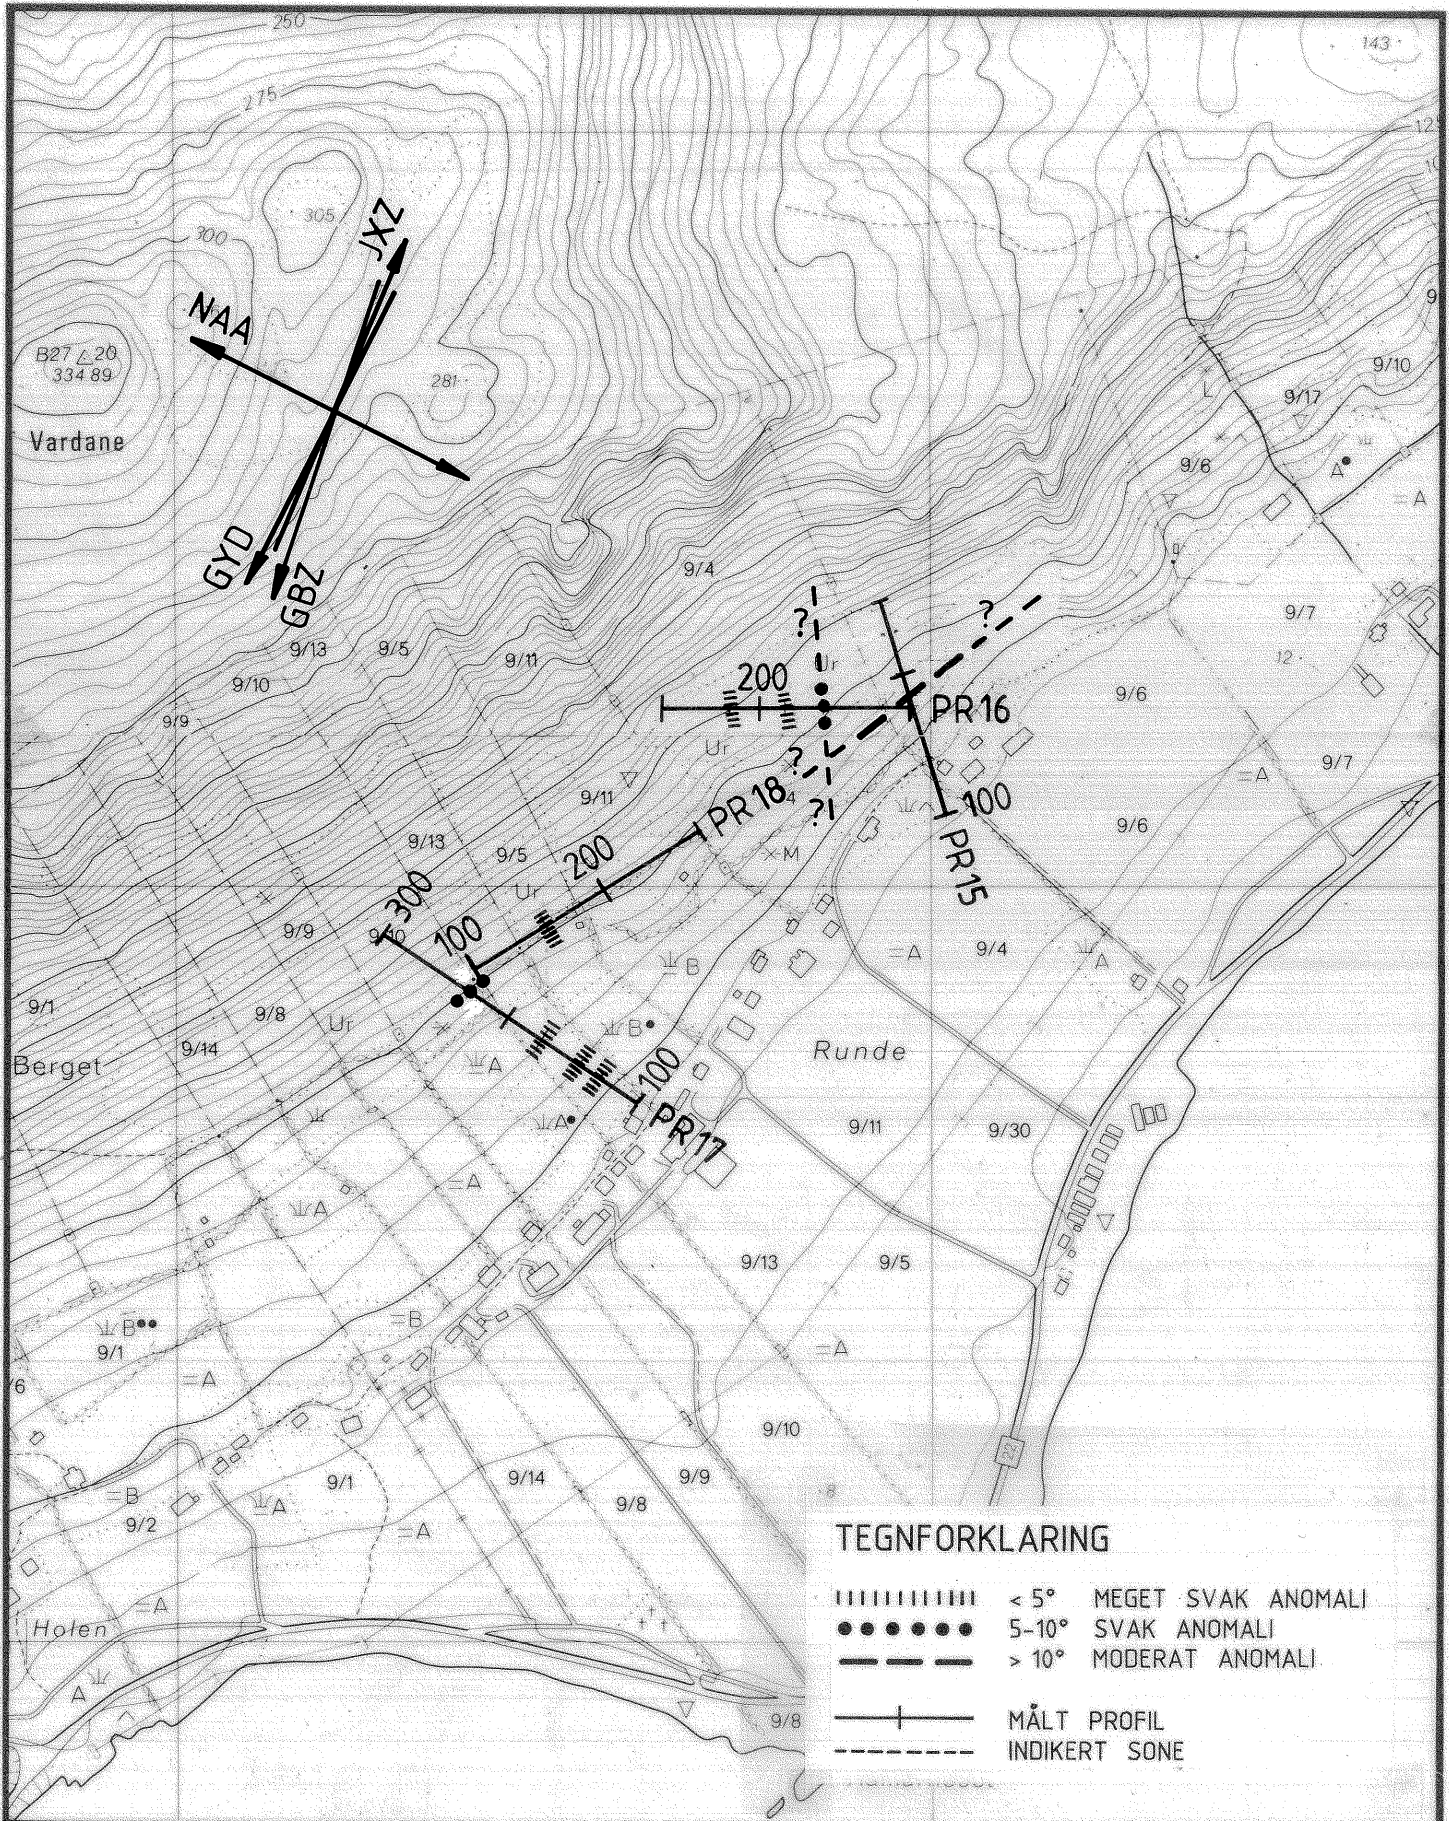 250
143
275
125
305
300
JXZ
NAA
B27 △ 20
334 89
281
9/10
9/17
L
Vardane
9/6
A
= A
GYD
GBZ
9/4
9/13
9/5
9/11
9/7
?
?
12
9/10
200
Ur
9/6
9/9
PR 16
Ur
?
9/7
= A
9/11
PR 18
?
100
9/6
9/13
9/5
200
M
PR 15
300
Ur
9/9
9/10
100
A
9/4
A
B
9/1
9/8
Ur
B
Runde
Berget
9/14
A
100
A
PR 17
9/11
9/30
= A
A
9/13
9/5
B
= B
9/1
= A
= A
9/10
22
9/14
9/9
9/1
9/8
= B
A
9/2
= A
TEGNFORKLARING
< 5° MEGET SVAK ANOMALI
5-10° SVAK ANOMALI
> 10° MODERAT ANOMALI
MÅLT PROFIL
INDIKERT SONE
= A
Holen
A
9/8